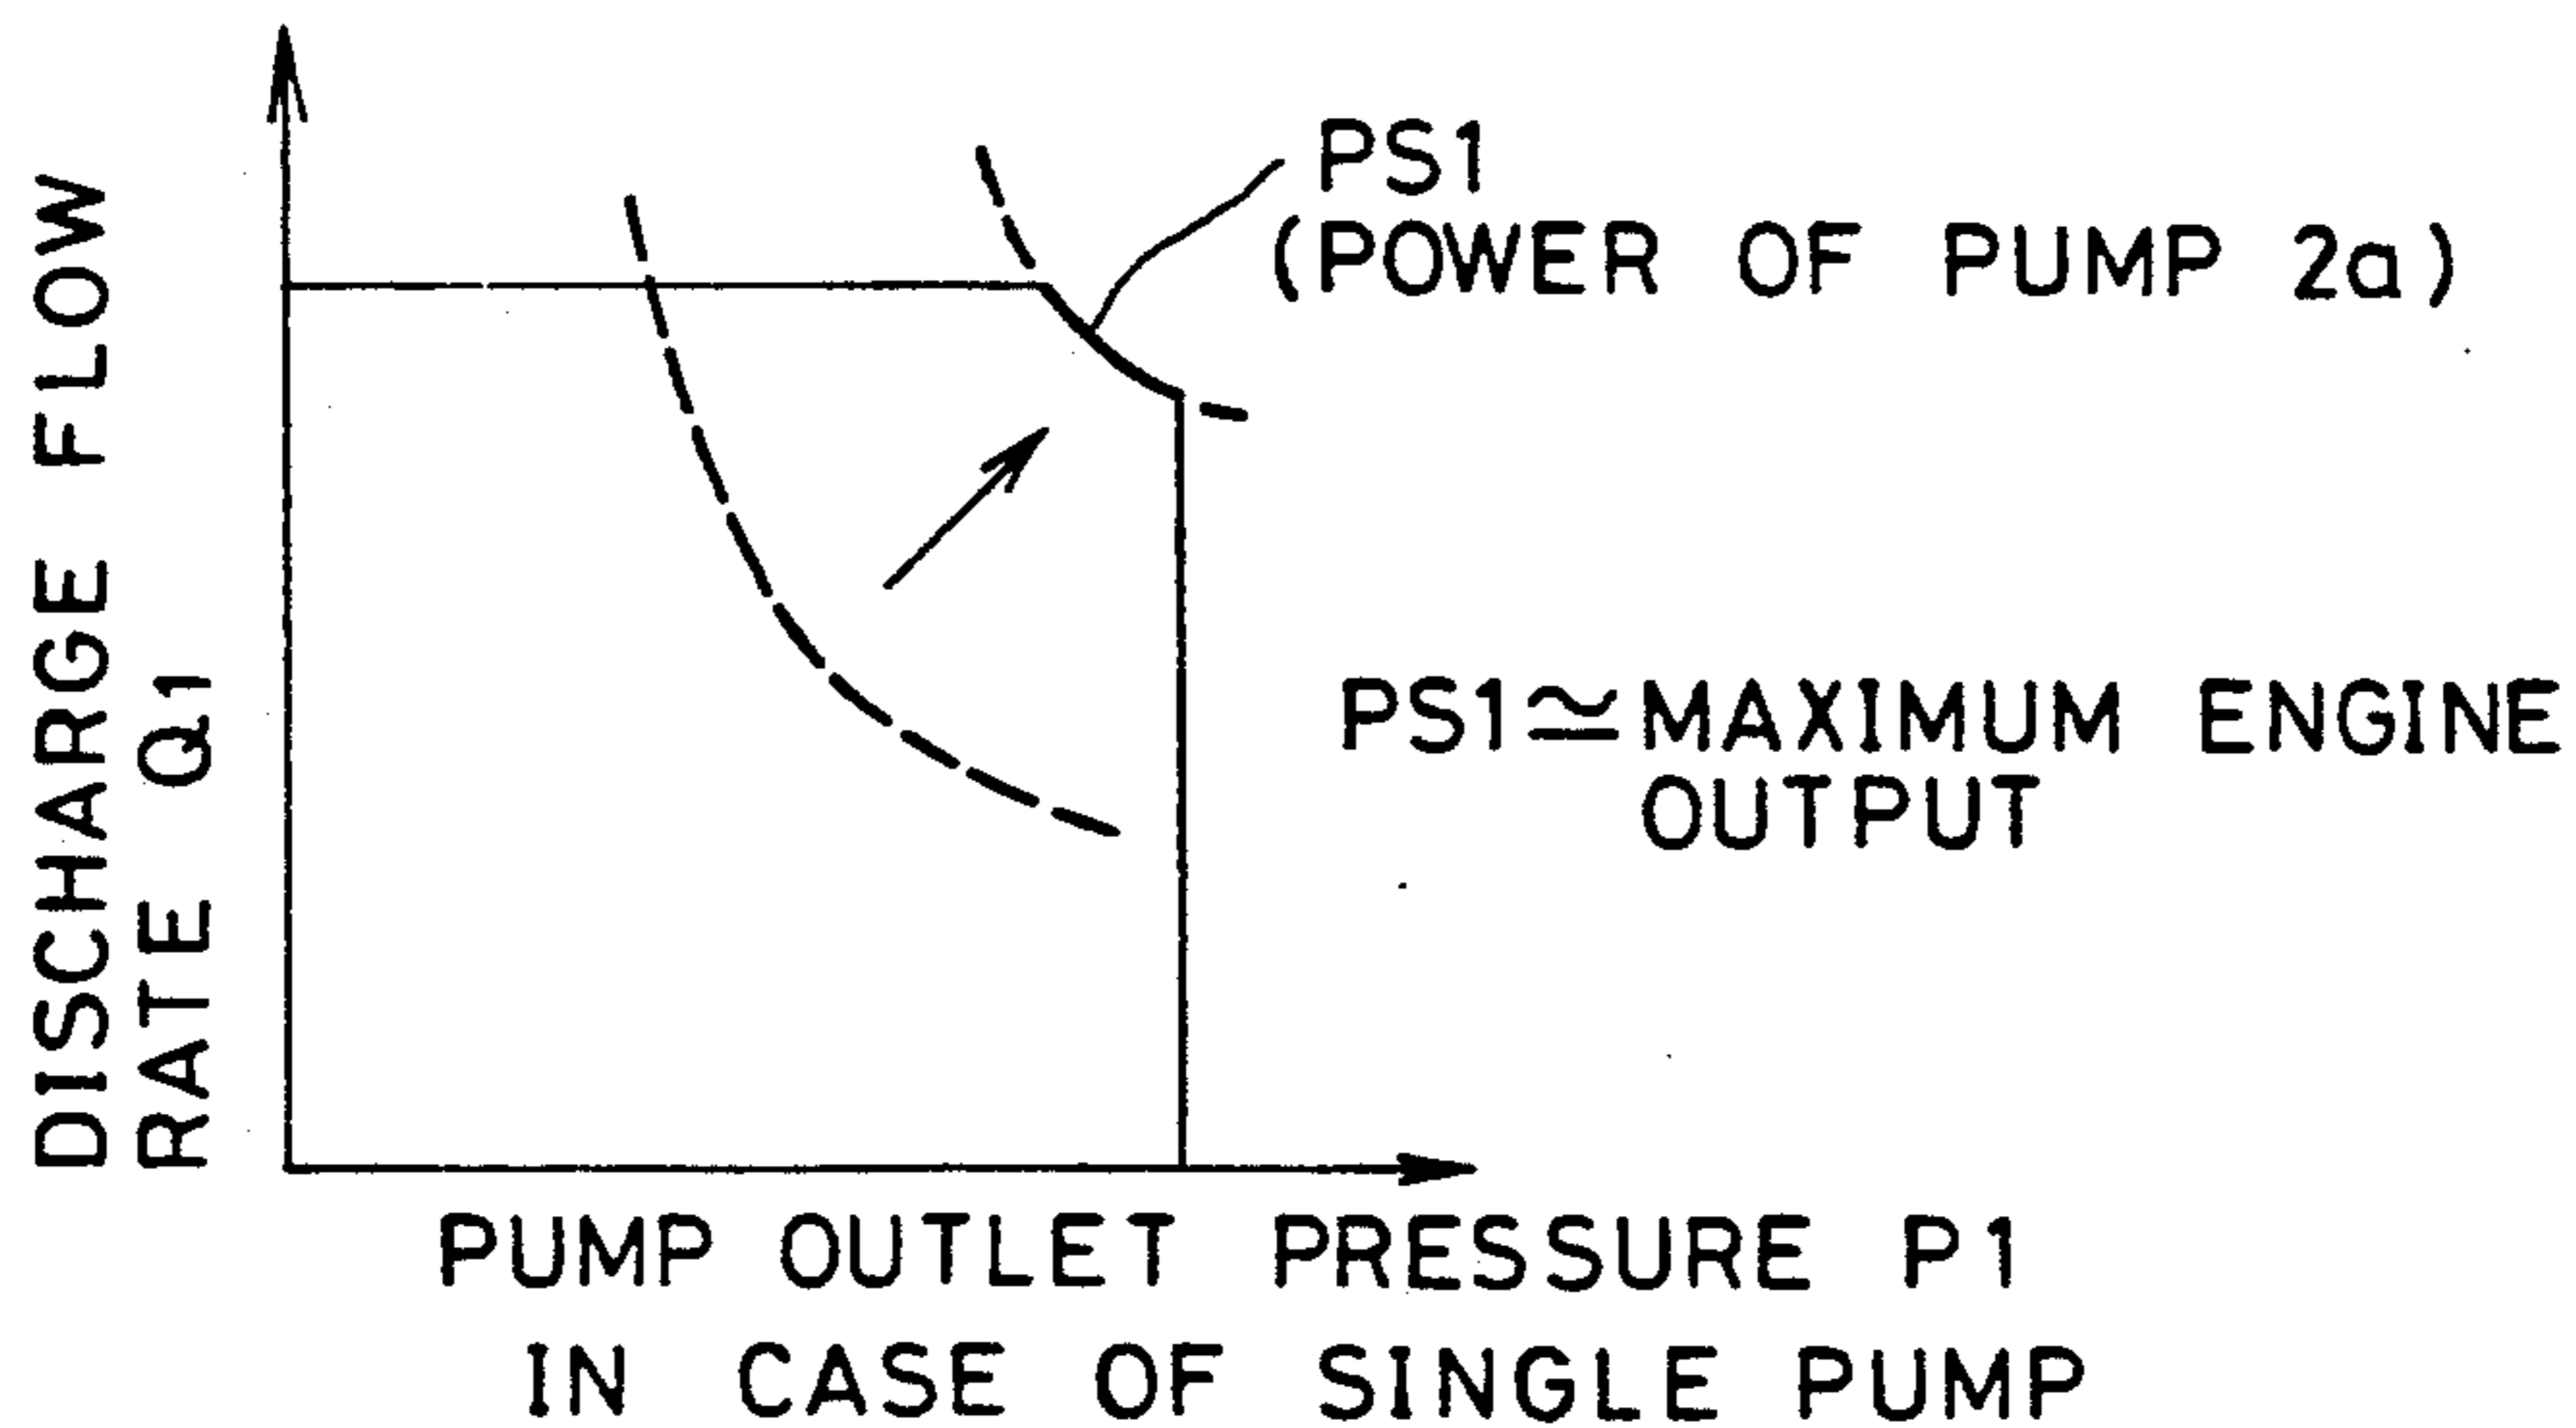 DISCHARGE FLOW
RATE Q1
PS1
(POWER OF PUMP 2a)
PS1≃MAXIMUM ENGINE
OUTPUT
PUMP OUTLET PRESSURE P1
IN CASE OF SINGLE PUMP